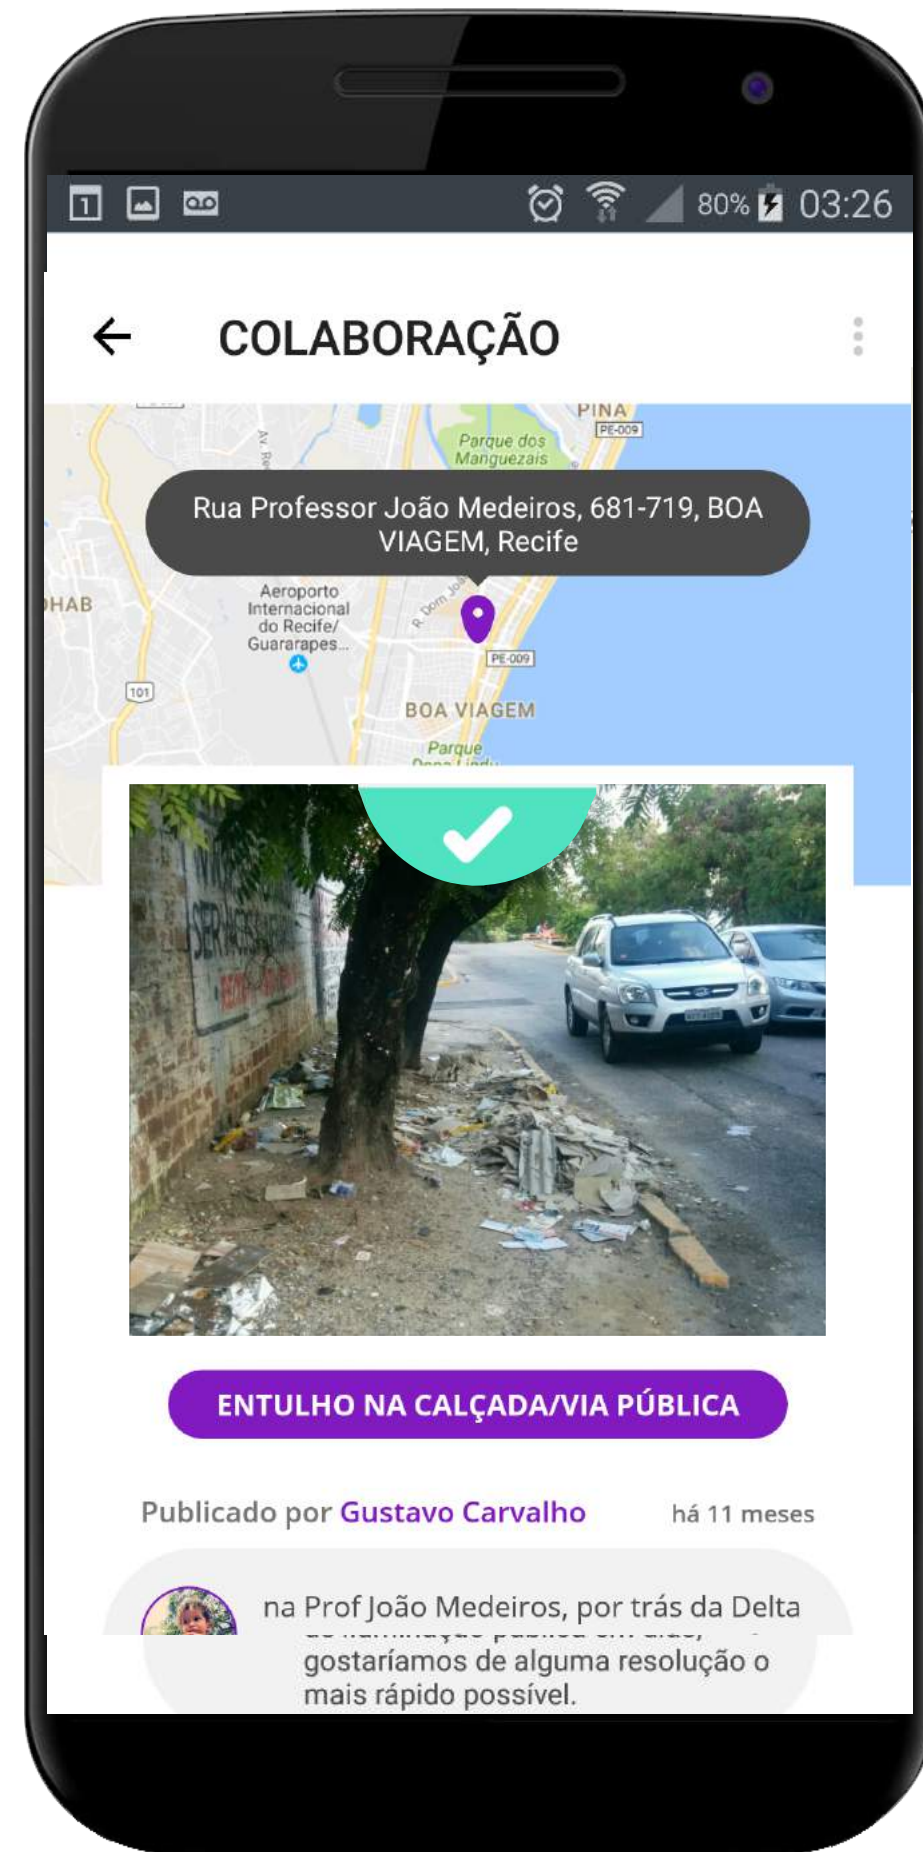 1
80%
03:26
COLABORAÇÃO
PINA
PE-009
Parque dos
Manguezais
Rua Professor João Medeiros, 681-719, BOA
VIAGEM, Recife
Aeroporto
Internacional
do Recife/
Guararapes...
R. Dom
PE-009
101
BOA VIAGEM
Parque
ENTULHO NA CALÇADA/VIA PÚBLICA
Publicado por Gustavo Carvalho
há 11 meses
na Prof João Medeiros, por trás da Delta
gostaríamos de alguma resolução o
mais rápido possível.